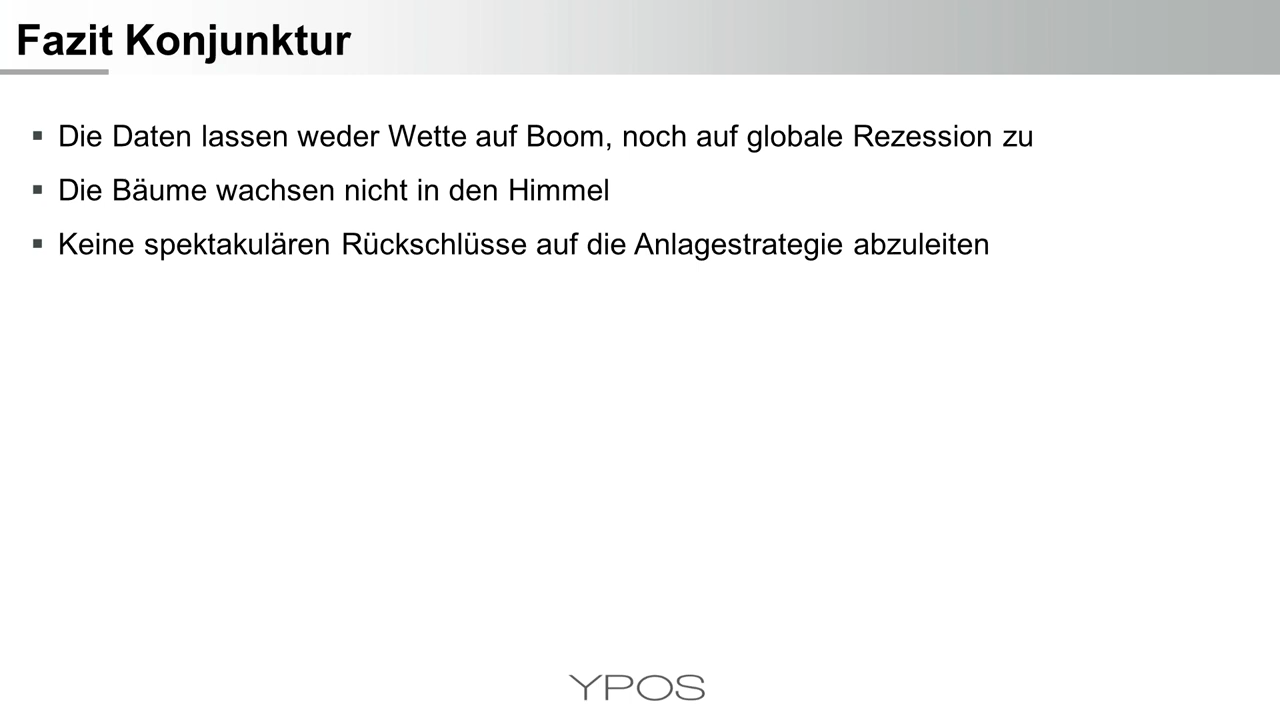 Fazit Konjunktur
Die Daten lassen weder Wette auf Boom, noch auf globale Rezession zu
Die Bäume wachsen nicht in den Himmel
Keine spektakulären Rückschlüsse auf die Anlagestrategie abzuleiten
YPOS